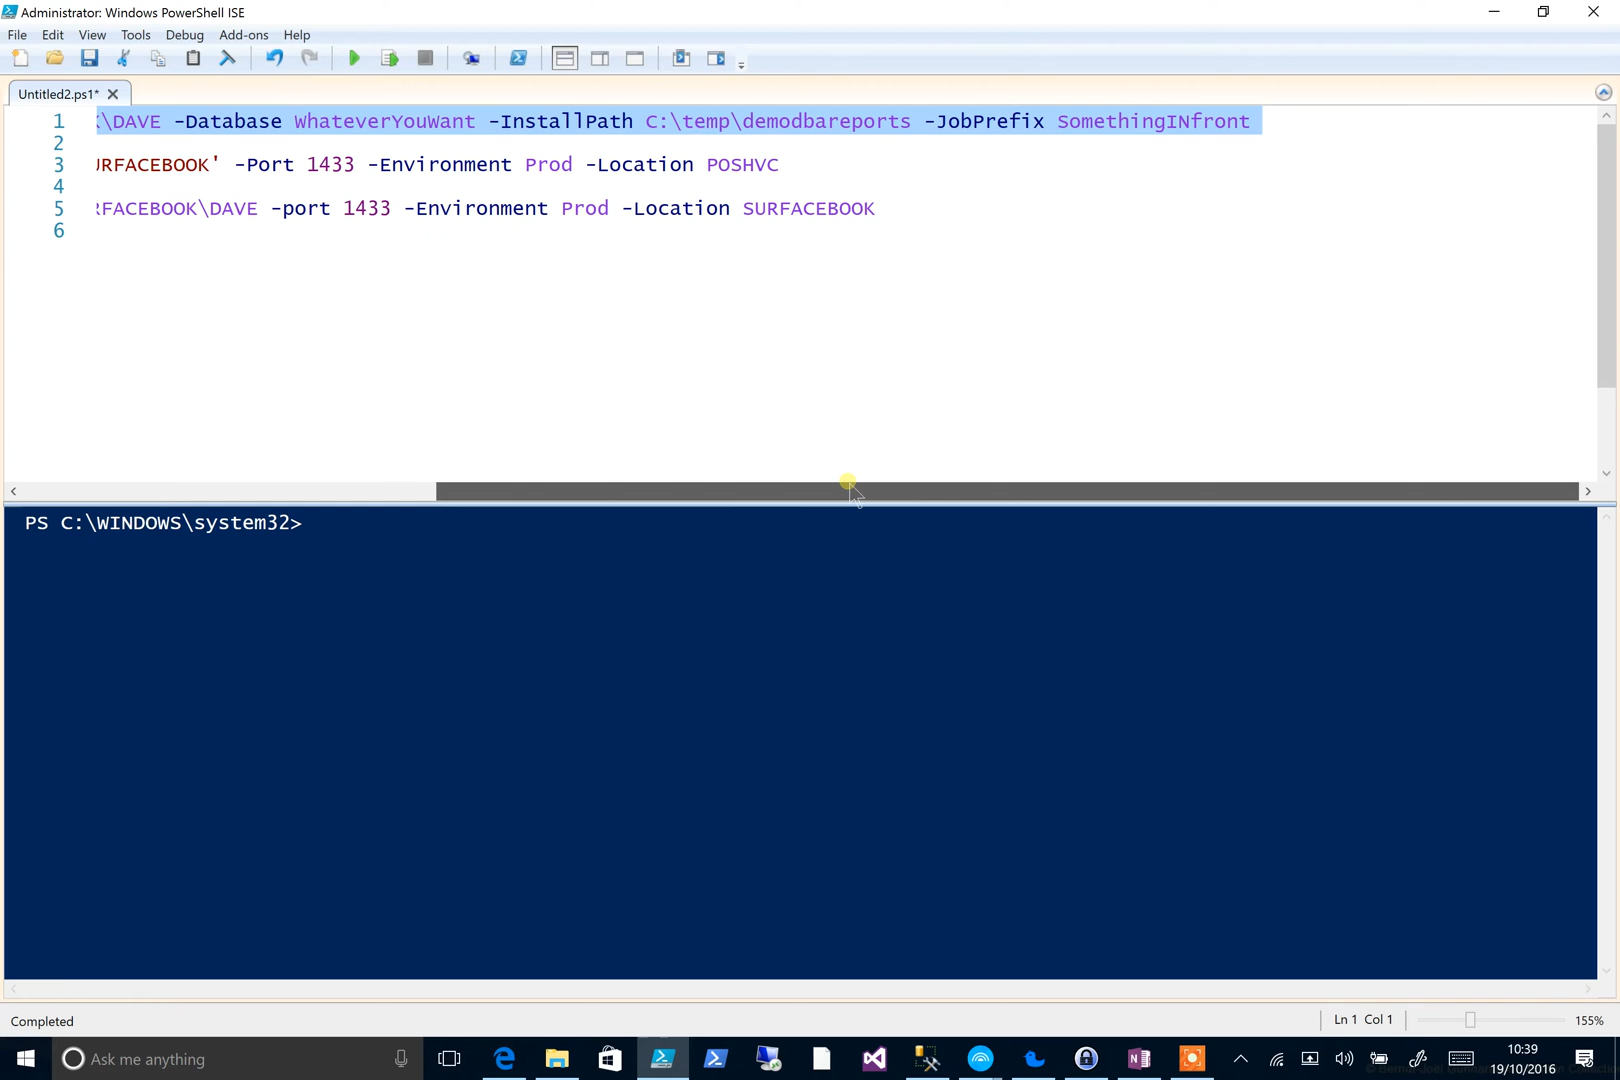 Administrator: Windows PowerShell ISE
File Edit View Tools Debug Add-ons Help
Untitled2.ps1*
1 \DAVE -Database WhateverYouWant -InstallPath C:\temp\demodbareports -JobPrefix SomethingINfront
2
3 URFACEBOOK' -Port 1433 -Environment Prod -Location POSHVC
4
5 RFACEBOOK\DAVE -port 1433 -Environment Prod -Location SURFACEBOOK
6
PS C:\WINDOWS\system32>
Completed
Ln 1 Col 1
155%
Ask me anything
10:39
19/10/2016